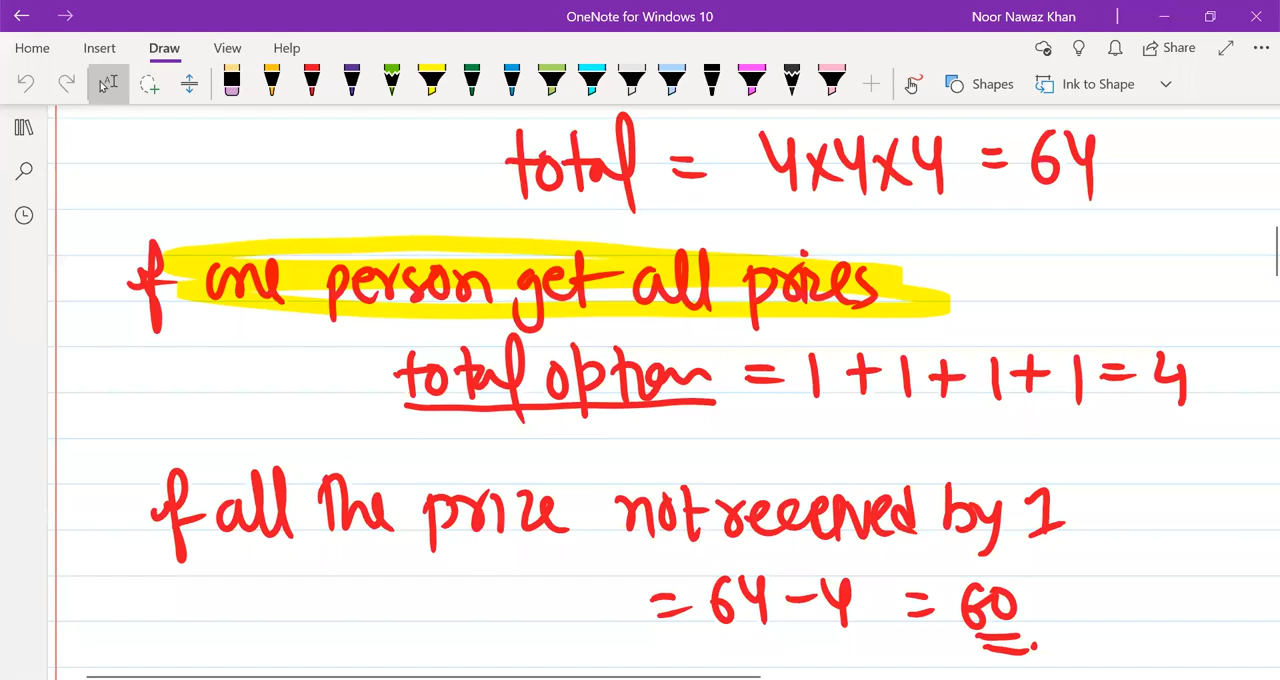 OneNote for Windows 10
Noor Nawaz Khan
Home Insert Draw View Help
Share
Shapes
Ink to Shape
total = 4x4x4 = 64
if one person get all prizes
total option = 1 + 1 + 1 + 1 = 4
if all the prize not received by 1
= 64 - 4 = 60